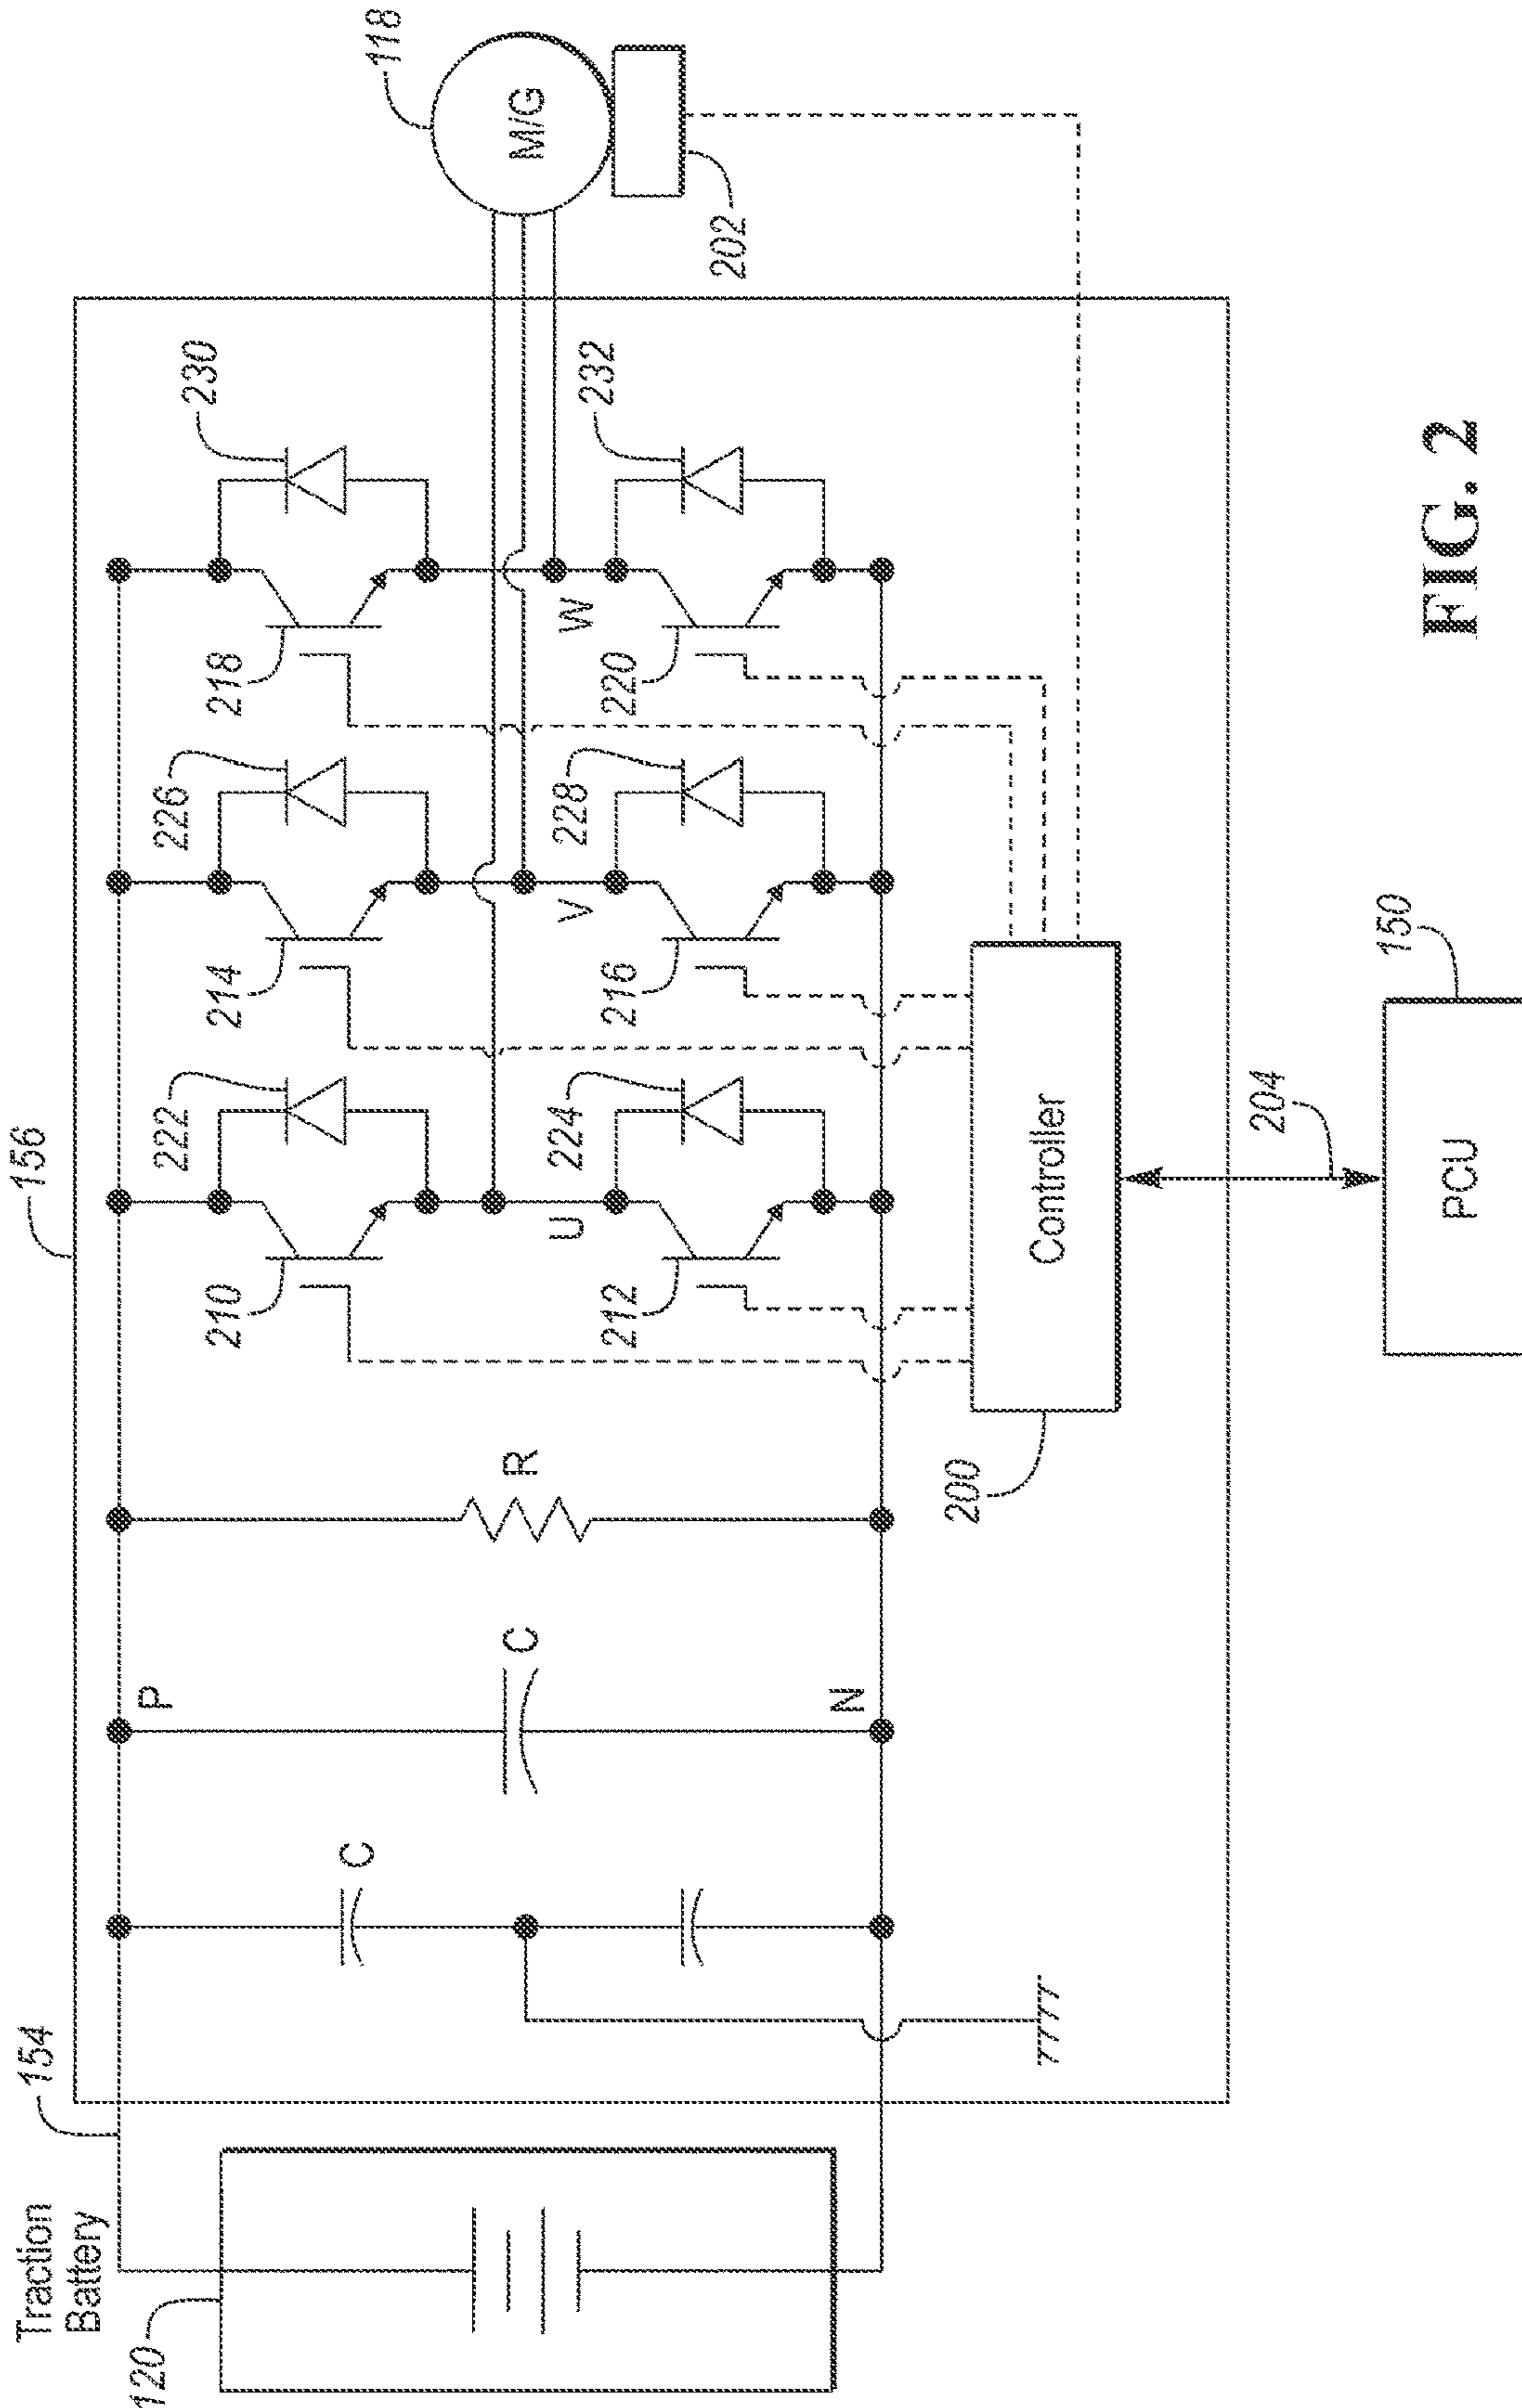 Traction
Battery
120
154
156
P
N
C
C
R
210
222
214
226
218
230
U
V
W
212
224
216
228
220
232
M/G
118
202
200
Controller
204
PCU
150
FIG. 2